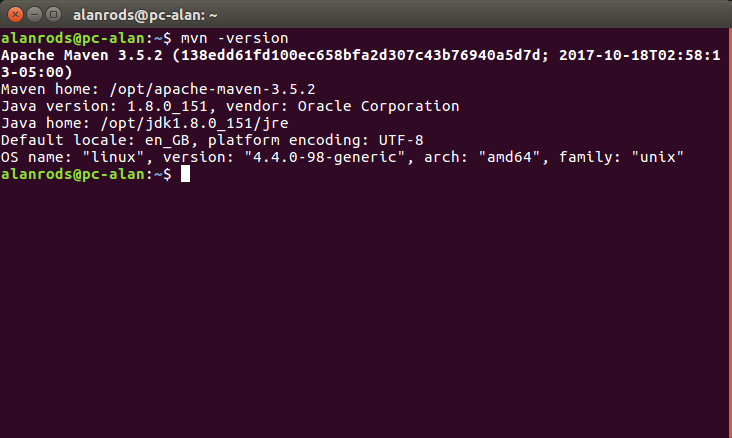 alanrods@pc-alan: ~
alanrods@pc-alan:~$ mvn -version
Apache Maven 3.5.2 (138edd61fd100ec658bfa2d307c43b76940a5d7d; 2017-10-18T02:58:1
3-05:00)
Maven home: /opt/apache-maven-3.5.2
Java version: 1.8.0_151, vendor: Oracle Corporation
Java home: /opt/jdk1.8.0_151/jre
Default locale: en_GB, platform encoding: UTF-8
OS name: "linux", version: "4.4.0-98-generic", arch: "amd64", family: "unix"
alanrods@pc-alan:~$